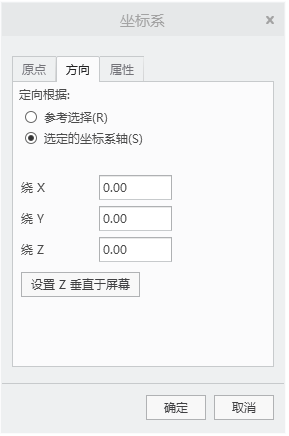 坐标系
原点 方向 属性
定向根据:
参考选择(R)
选定的坐标系轴(S)
绕 X 0.00
绕 Y 0.00
绕 Z 0.00
设置 Z 垂直于屏幕
确定 取消